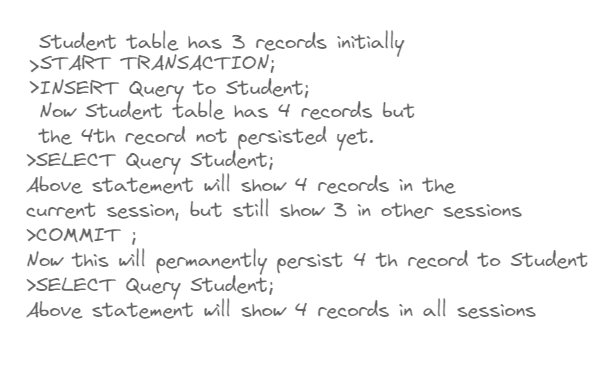 Student table has 3 records initially
>START TRANSACTION;
>INSERT Query to Student;
Now Student table has 4 records but
the 4th record not persisted yet.
>SELECT Query Student;
Above statement will show 4 records in the
current session, but still show 3 in other sessions
>COMMIT ;
Now this will permanently persist 4 th record to Student
>SELECT Query Student;
Above statement will show 4 records in all sessions